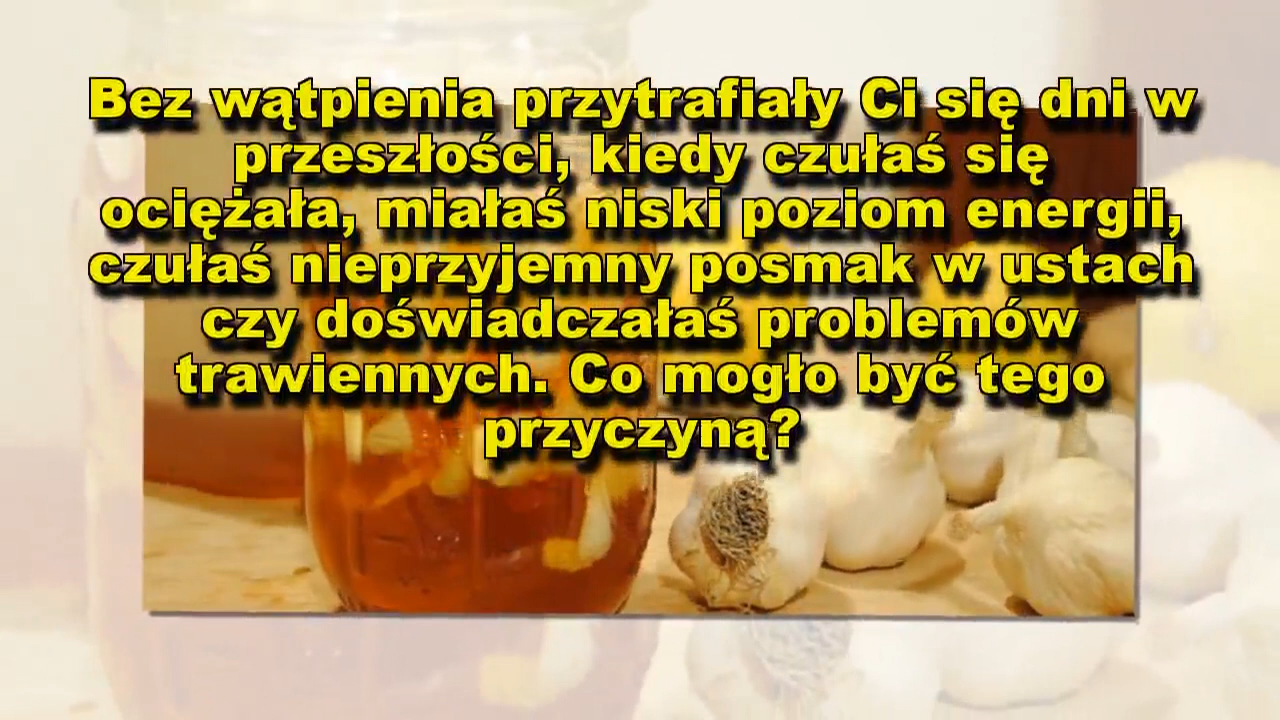 Bez wątpienia przytrafiały Ci się dni w
przeszłości, kiedy czułaś się
ociężała, miałaś niski poziom energii,
czułaś nieprzyjemny posmak w ustach
czy doświadczałaś problemów
trawiennych. Co mogło być tego
przyczyną?